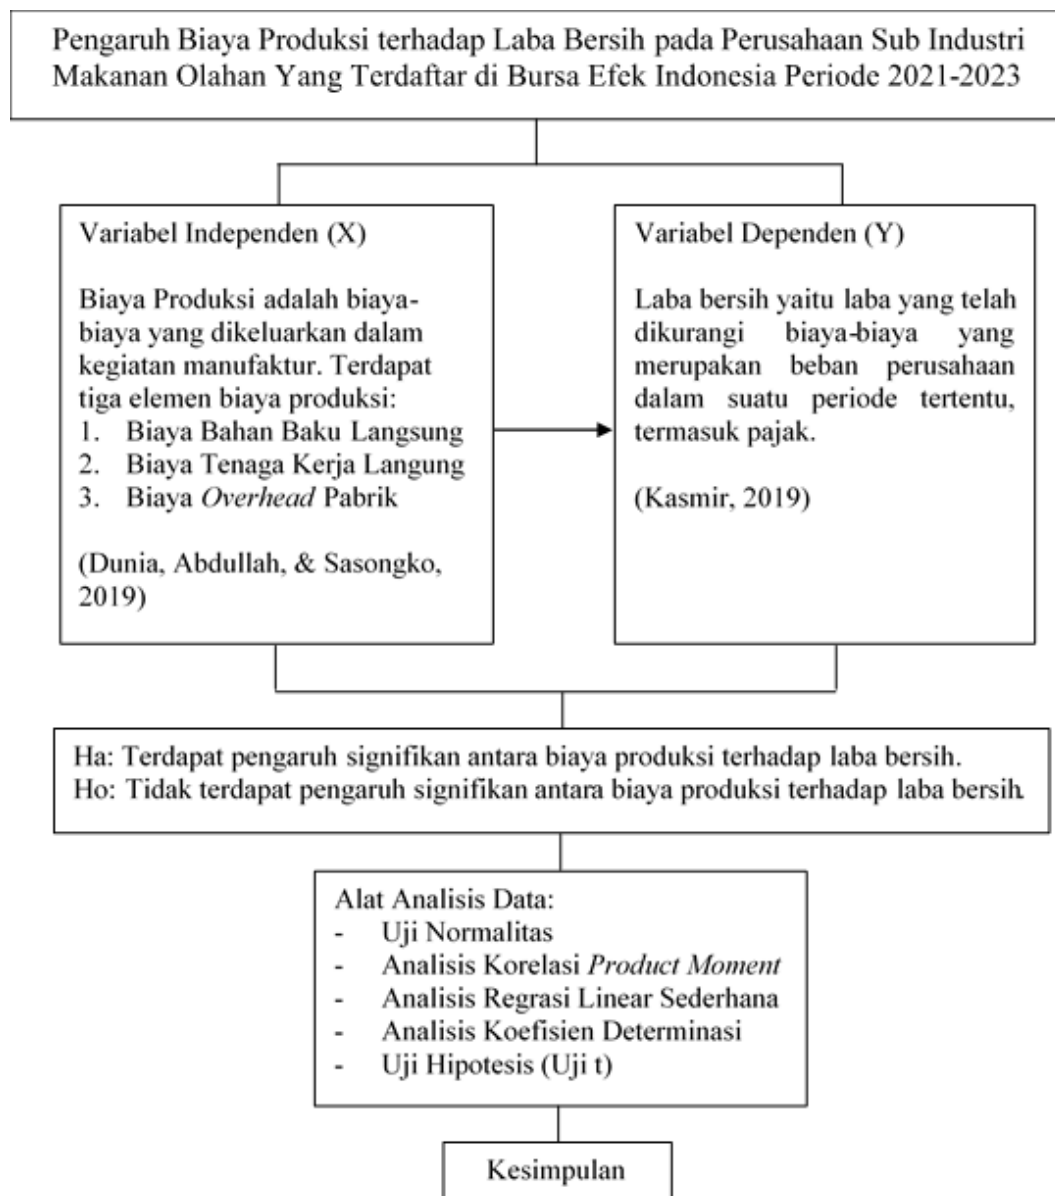 Pengaruh Biaya Produksi terhadap Laba Bersih pada Perusahaan Sub Industri
Makanan Olahan Yang Terdaftar di Bursa Efek Indonesia Periode 2021-2023
Variabel Independen (X)
Biaya Produksi adalah biaya-
biaya yang dikeluarkan dalam
kegiatan manufaktur. Terdapat
tiga elemen biaya produksi:
1. Biaya Bahan Baku Langsung
2. Biaya Tenaga Kerja Langung
3. Biaya Overhead Pabrik
(Dunia, Abdullah, & Sasongko,
2019)
Variabel Dependen (Y)
Laba bersih yaitu laba yang telah
dikurangi biaya-biaya yang
merupakan beban perusahaan
dalam suatu periode tertentu,
termasuk pajak.
(Kasmir, 2019)
Ha: Terdapat pengaruh signifikan antara biaya produksi terhadap laba bersih.
Ho: Tidak terdapat pengaruh signifikan antara biaya produksi terhadap laba bersih.
Alat Analisis Data:
- Uji Normalitas
- Analisis Korelasi Product Moment
- Analisis Regrasi Linear Sederhana
- Analisis Koefisien Determinasi
- Uji Hipotesis (Uji t)
Kesimpulan